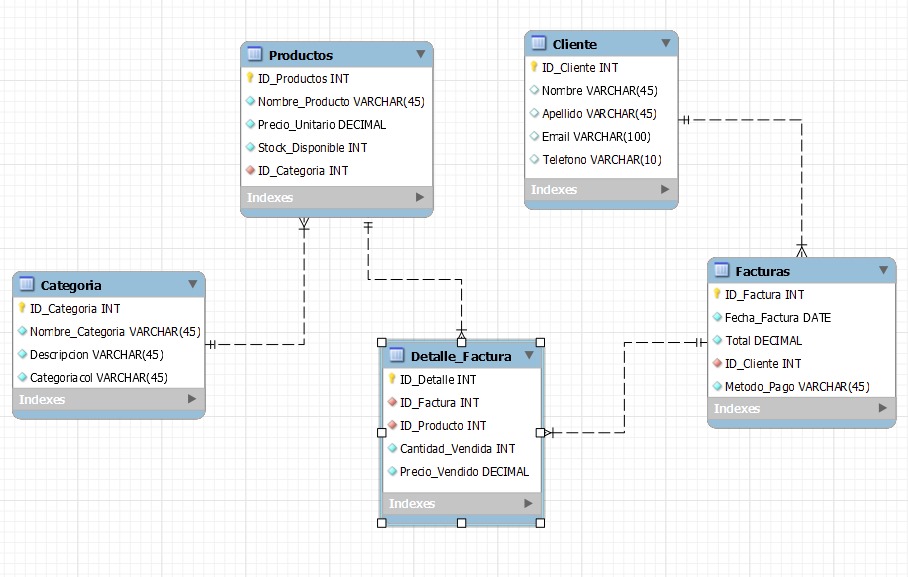 Productos
ID_Productos INT
Nombre_Producto VARCHAR(45)
Precio_Unitario DECIMAL
Stock_Disponible INT
ID_Categoria INT
Indexes
Cliente
ID_Cliente INT
Nombre VARCHAR(45)
Apellido VARCHAR(45)
Email VARCHAR(100)
Telefono VARCHAR(10)
Indexes
Categoria
ID_Categoria INT
Nombre_Categoria VARCHAR(45)
Descripcion VARCHAR(45)
Categoriacol VARCHAR(45)
Indexes
Detalle_Factura
ID_Detalle INT
ID_Factura INT
ID_Producto INT
Cantidad_Vendida INT
Precio_Vendido DECIMAL
Indexes
Facturas
ID_Factura INT
Fecha_Factura DATE
Total DECIMAL
ID_Cliente INT
Metodo_Pago VARCHAR(45)
Indexes